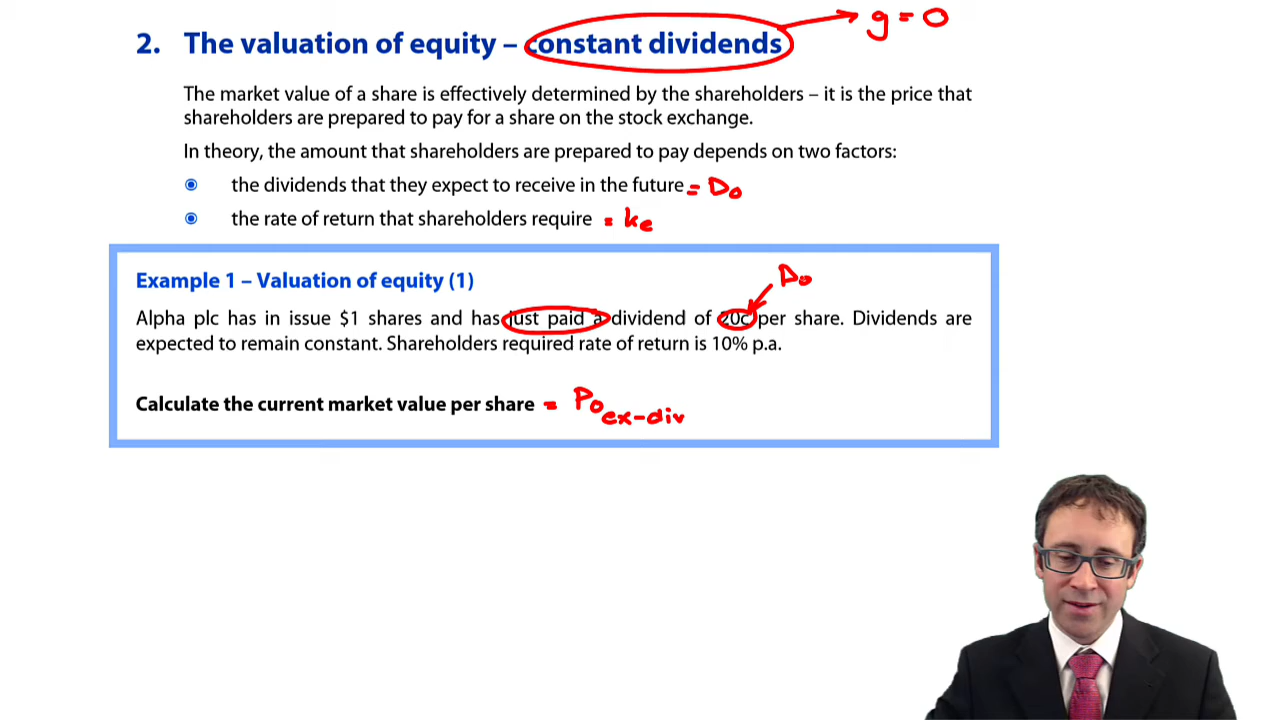 → g = 0
2. The valuation of equity – constant dividends
The market value of a share is effectively determined by the shareholders – it is the price that
shareholders are prepared to pay for a share on the stock exchange.
In theory, the amount that shareholders are prepared to pay depends on two factors:
the dividends that they expect to receive in the future = D0
the rate of return that shareholders require = ke
Example 1 – Valuation of equity (1)
D0
Alpha plc has in issue $1 shares and has just paid a dividend of 20c per share. Dividends are
expected to remain constant. Shareholders required rate of return is 10% p.a.
Calculate the current market value per share = P0 ex-div